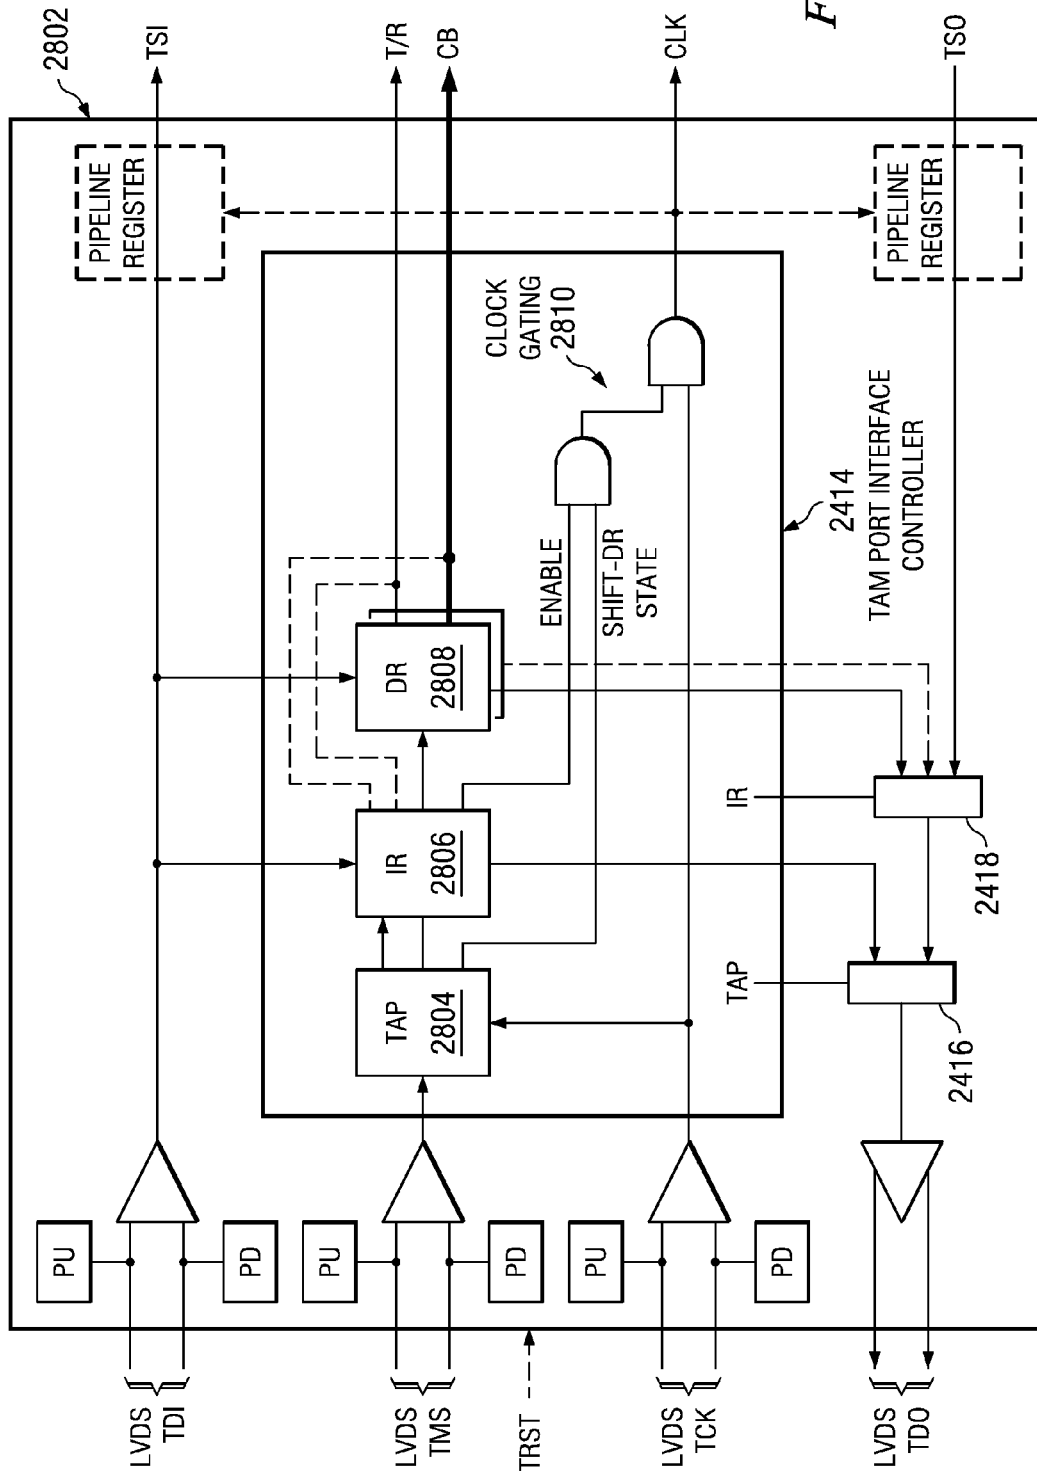 2802
TSI
T/R
CB
CLK
F
TSO
PIPELINE
REGISTER
PIPELINE
REGISTER
CLOCK
GATING
2810
ENABLE
SHIFT-DR
STATE
2414
TAM PORT INTERFACE
CONTROLLER
DR
2808
IR
2806
TAP
2804
IR
2418
TAP
2416
PU
PD
PU
PD
PU
PD
LVDS
TDI
LVDS
TMS
TRST
LVDS
TCK
LVDS
TDO